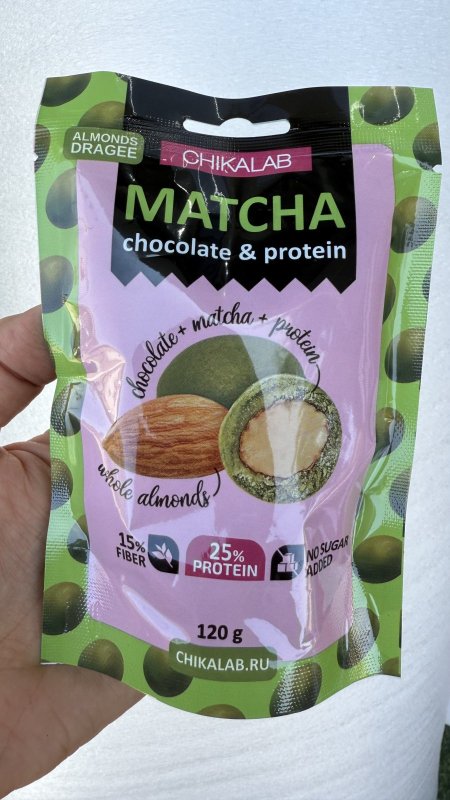 ALMONDS
DRAGEE
CHIKALAB
MATCHA
chocolate & protein
chocolate + matcha + protein
whole almonds
15%
FIBER
25%
PROTEIN
NO SUGAR
ADDED
120 g
CHIKALAB.RU